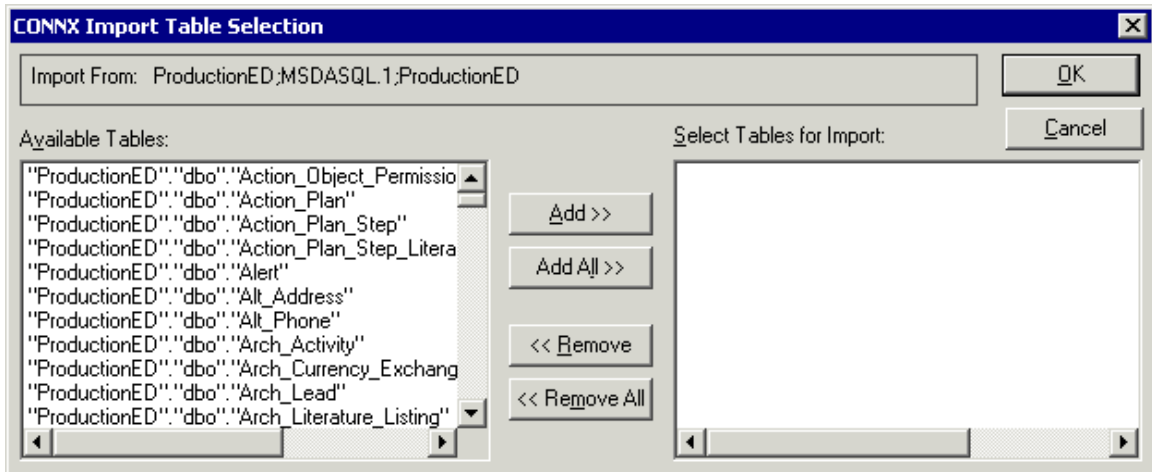 CONNX Import Table Selection
Import From: ProductionED;MSDASQL.1;ProductionED
OK
Cancel
Available Tables:
"ProductionED"."dbo"."Action_Object_Permissio
"ProductionED"."dbo"."Action_Plan"
"ProductionED"."dbo"."Action_Plan_Step"
"ProductionED"."dbo"."Action_Plan_Step_Litera
"ProductionED"."dbo"."Alert"
"ProductionED"."dbo"."Alt_Address"
"ProductionED"."dbo"."Alt_Phone"
"ProductionED"."dbo"."Arch_Activity"
"ProductionED"."dbo"."Arch_Currency_Exchang
"ProductionED"."dbo"."Arch_Lead"
"ProductionED"."dbo"."Arch_Literature_Listing"
Add >>
Add All >>
<< Remove
<< Remove All
Select Tables for Import: